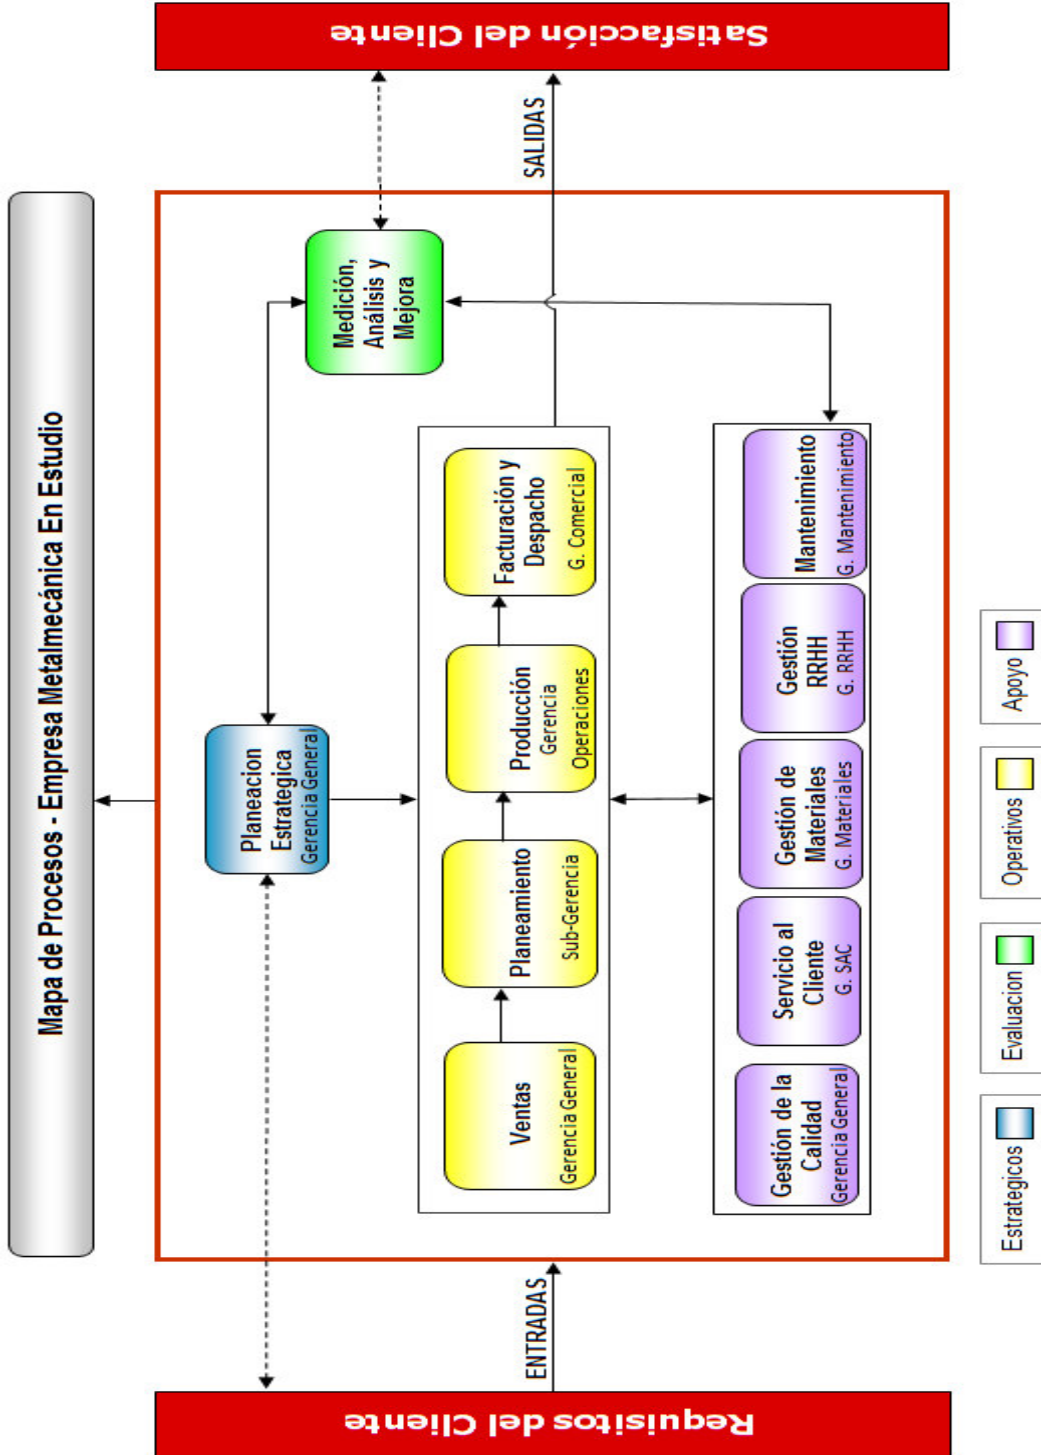 Mapa de Procesos - Empresa Metalmecánica En Estudio
Requisitos del Cliente
ENTRADAS
Planeacion
Estrategica
Gerencia General
Medición,
Análisis y
Mejora
Ventas
Gerencia General
Planeamiento
Sub-Gerencia
Producción
Gerencia
Operaciones
Facturación y
Despacho
G. Comercial
Gestión de la
Calidad
Gerencia General
Servicio al
Cliente
G. SAC
Gestión de
Materiales
G. Materiales
Gestión
RRHH
G. RRHH
Mantenimiento
G. Mantenimiento
SALIDAS
Satisfacción del Cliente
Estrategicos
Evaluacion
Operativos
Apoyo